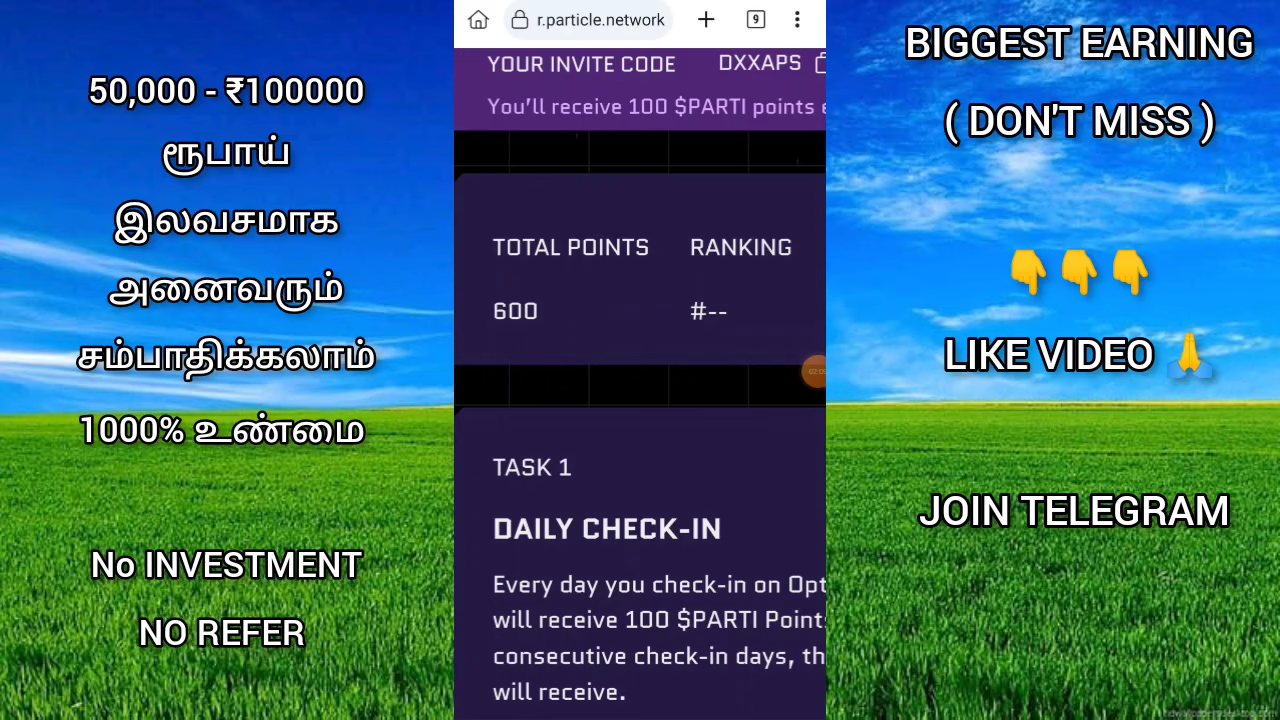 50,000 - ₹100000
ரூபாய்
இலவசமாக
அனைவரும்
சம்பாதிக்கலாம்
1000% உண்மை
No INVESTMENT
NO REFER
9
r.particle.network
YOUR INVITE CODE DXXAPS
You’ll receive 100 $PARTI points
TOTAL POINTS RANKING
600 #--
TASK 1
DAILY CHECK-IN
Every day you check-in on Opt
will receive 100 $PARTI Point
consecutive check-in days, th
will receive.
BIGGEST EARNING
( DON'T MISS )
👇👇👇
LIKE VIDEO 🙏
JOIN TELEGRAM